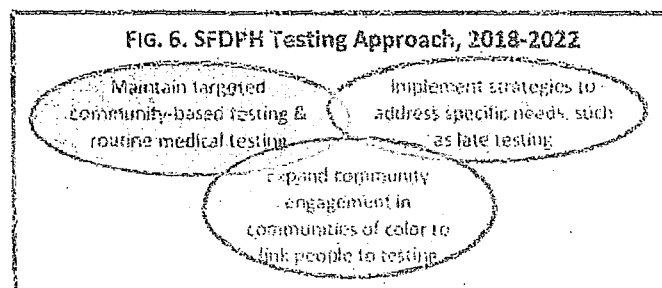 FIG. 6. SFDPH Testing Approach, 2018-2022
Maintain targeted
community-based testing &
routine medical testing
Implement strategies to
address specific needs, such
as late testing
Expand community
engagement in
communities of color to
link people to testing